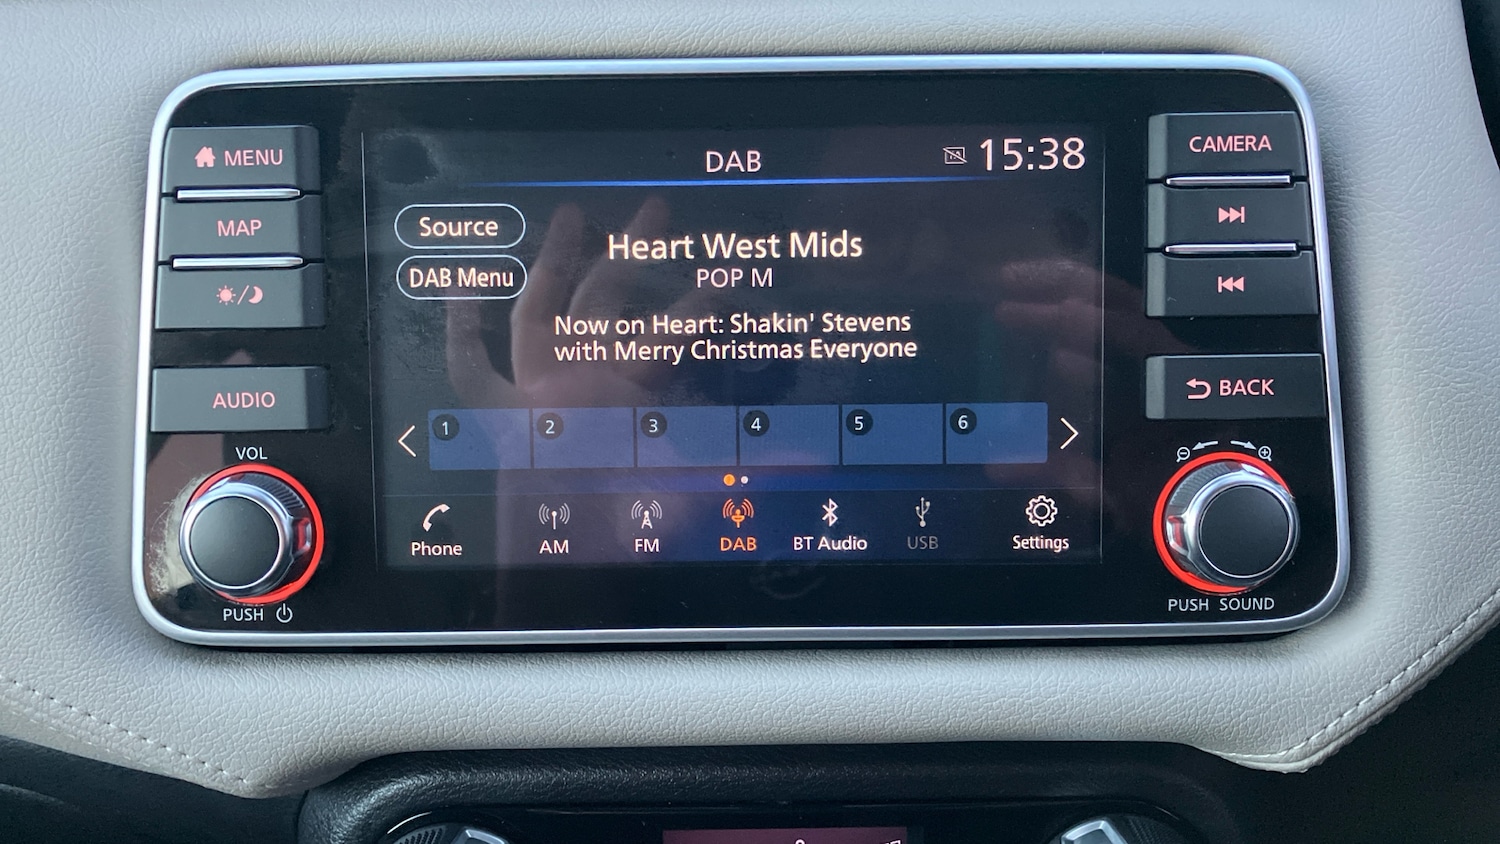 MENU
MAP
AUDIO
VOL
PUSH
DAB
TA
15:38
Source
DAB Menu
Heart West Mids
POP M
Now on Heart: Shakin' Stevens
with Merry Christmas Everyone
1 2 3 4 5 6
Phone AM FM DAB BT Audio USB Settings
CAMERA
BACK
PUSH SOUND